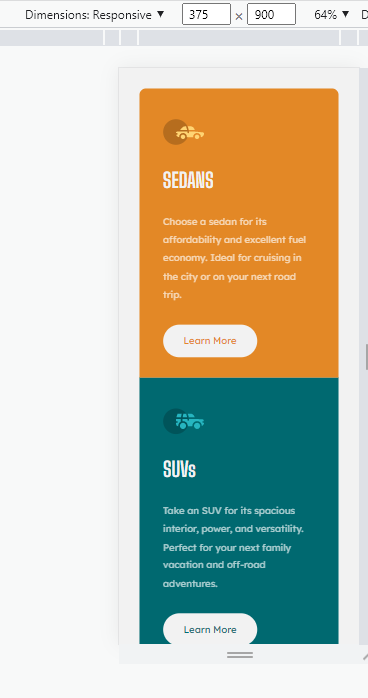 Dimensions: Responsive ▼ 375 × 900 64% ▼ D
SEDANS
Choose a sedan for its
affordability and excellent fuel
economy. Ideal for cruising in
the city or on your next road
trip.
Learn More
SUVs
Take an SUV for its spacious
interior, power, and versatility.
Perfect for your next family
vacation and off-road
adventures.
Learn More